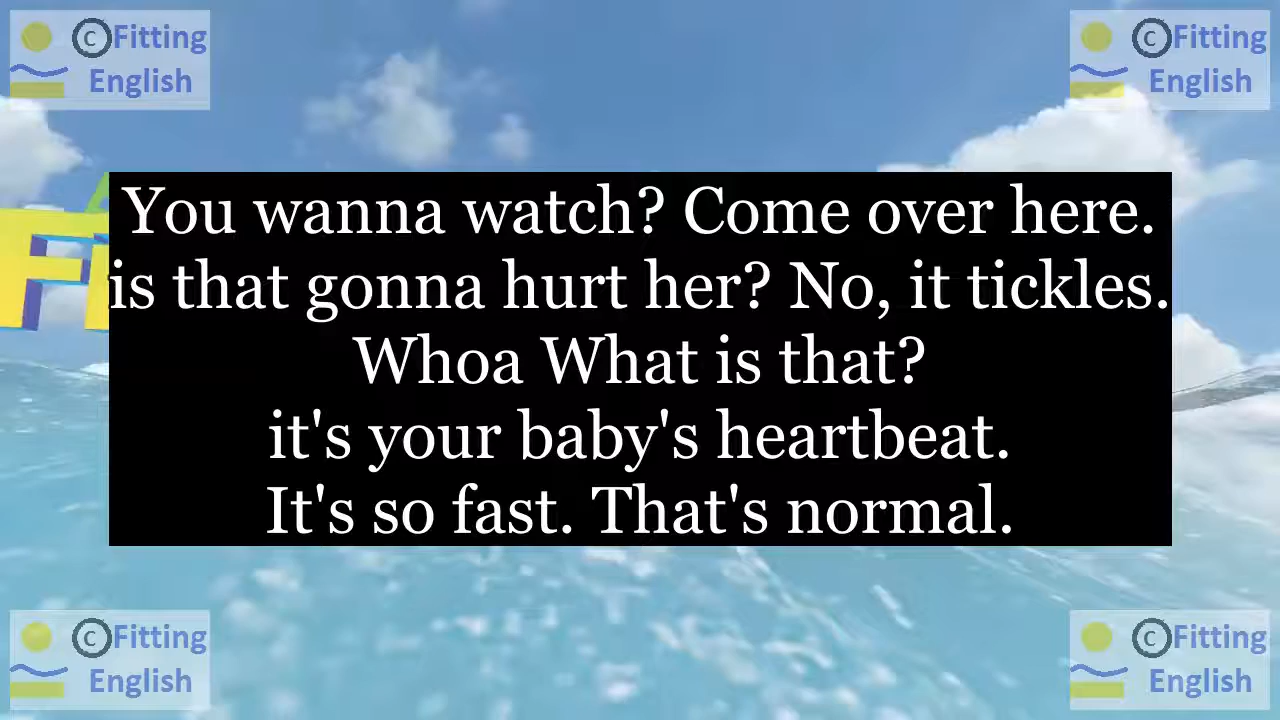 ©Fitting
English
©Fitting
English
You wanna watch? Come over here.
is that gonna hurt her? No, it tickles.
Whoa What is that?
it's your baby's heartbeat.
It's so fast. That's normal.
©Fitting
English
©Fitting
English